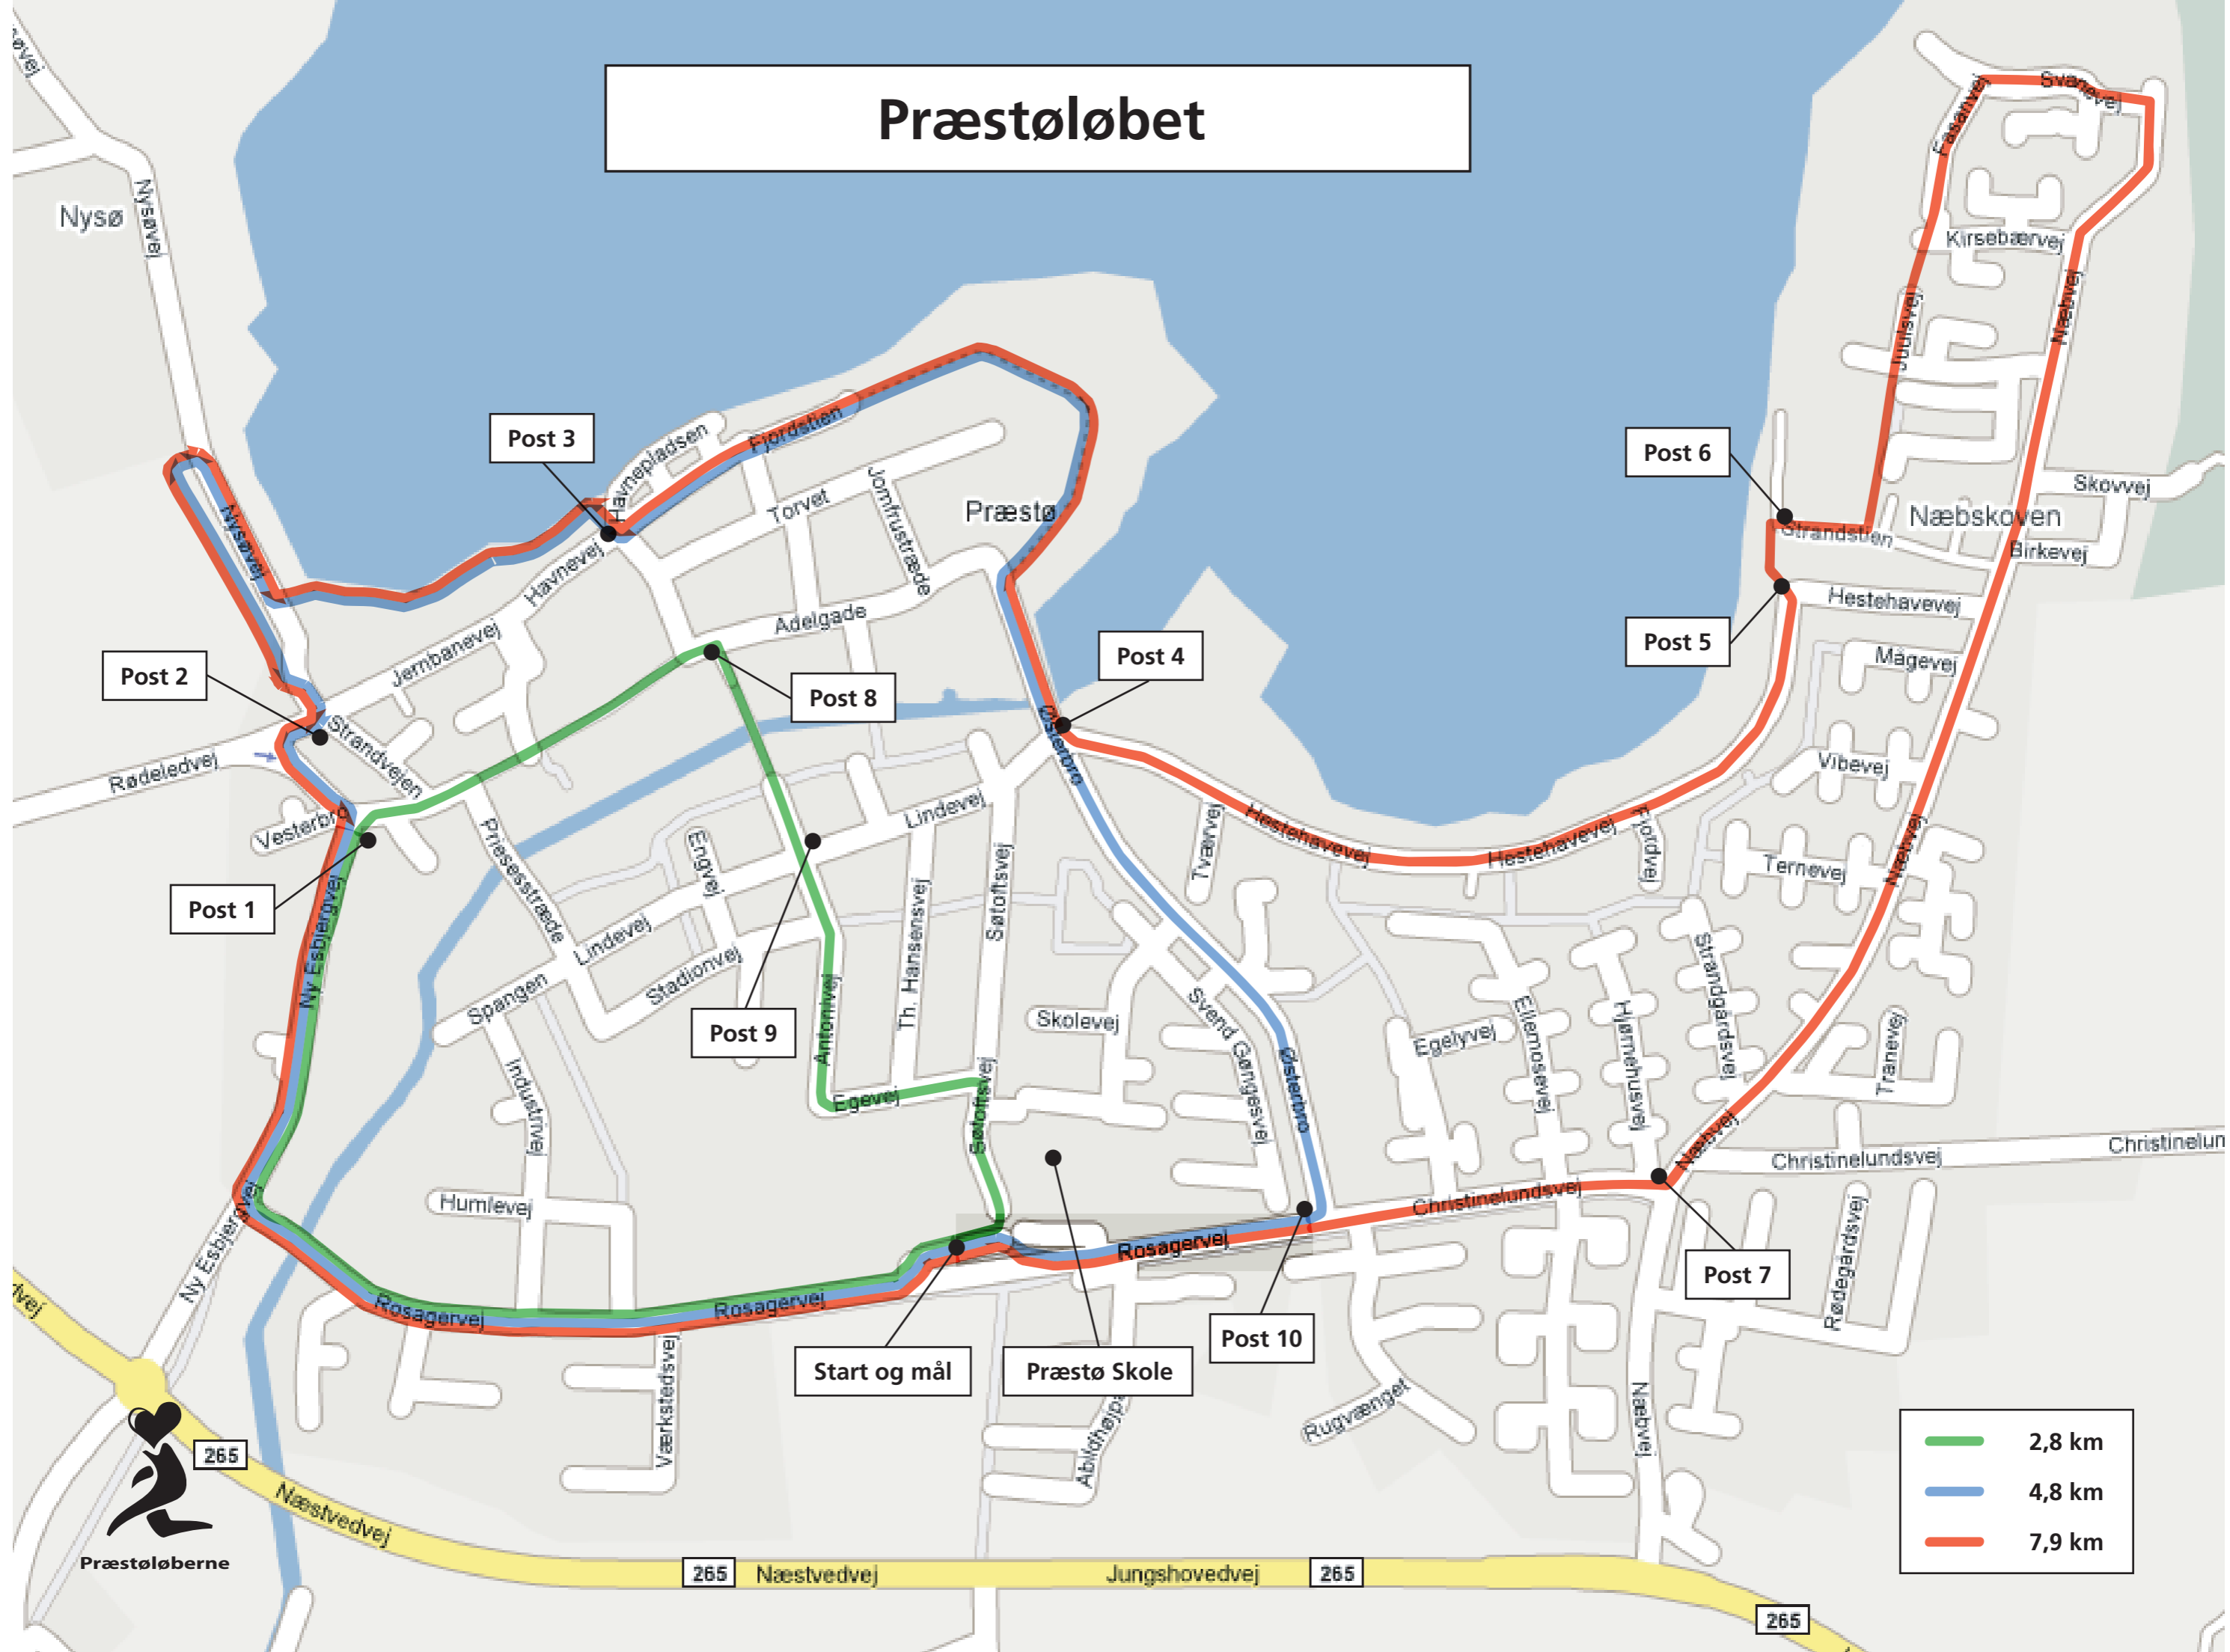 Præstøløbet
Nysø
Nysøvej
Svanevej
Fasanvej
Kirsebærvej
Juulsvej
Næbvej
Post 3
Havnepladsen
Fjordstien
Torvet
Jomfrustræde
Præstø
Post 6
Skovvej
Næbskoven
Strandstien
Birkevej
Nysøvej
Havnevej
Adelgade
Hestehavevej
Post 5
Mågevej
Jernbanevej
Post 2
Post 4
Post 8
Strandvejen
Rødeledvej
Østerbro
Vibevej
Vesterbro
Lindevej
Tværvej
Hestehavevej
Hestehavevej
Fjordvej
Ternevej
Næbvej
Priesesstræde
Engvej
Søtoftsvej
Th. Hansensvej
Post 1
Ny Esbjergvej
Lindevej
Stadionvej
Spangen
Post 9
Antonivej
Skolevej
Svend Gøngesvej
Egelyvej
Ellemosevej
Hjørnehusvej
Strandgårdsvej
Tranevej
Industrivej
Egevej
Søtoftsvej
Østerbro
Næbvej
Christinelundsvej
Christinelun
Humlevej
Christinelundsvej
Rødegårdsvej
Ny Esbjergvej
Rosagervej
Rosagervej
Rosagervej
Post 7
Post 10
Start og mål
Præstø Skole
Værkstedsvej
Rugvænget
Næbvej
265
Næstvedvej
Præstøløberne
265
Næstvedvej
Jungshovedvej
265
265
2,8 km
4,8 km
7,9 km